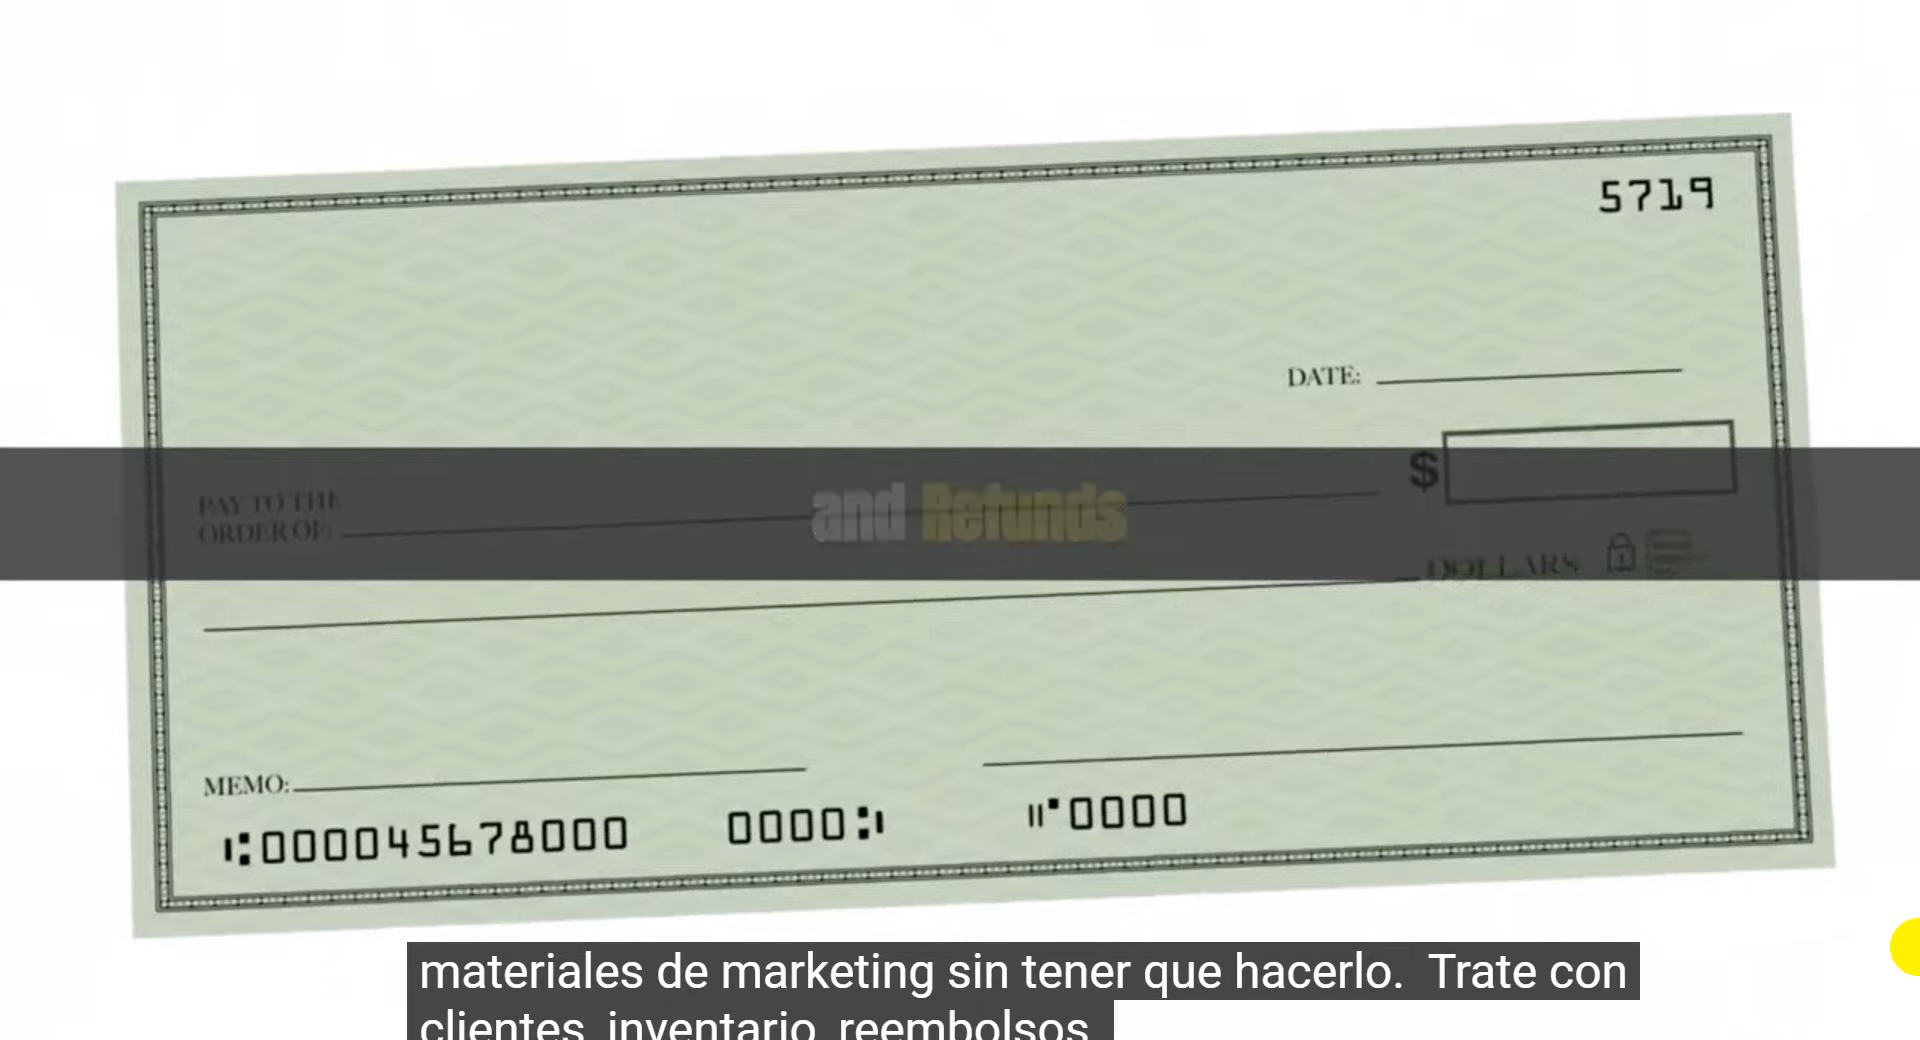 5719
DATE:
$
PAY TO THE
ORDER OF:
and Refunds
DOLLARS
MEMO:
⑆000045678000 0000⑆ ⑈0000
materiales de marketing sin tener que hacerlo. Trate con
clientes, inventario, reembolsos